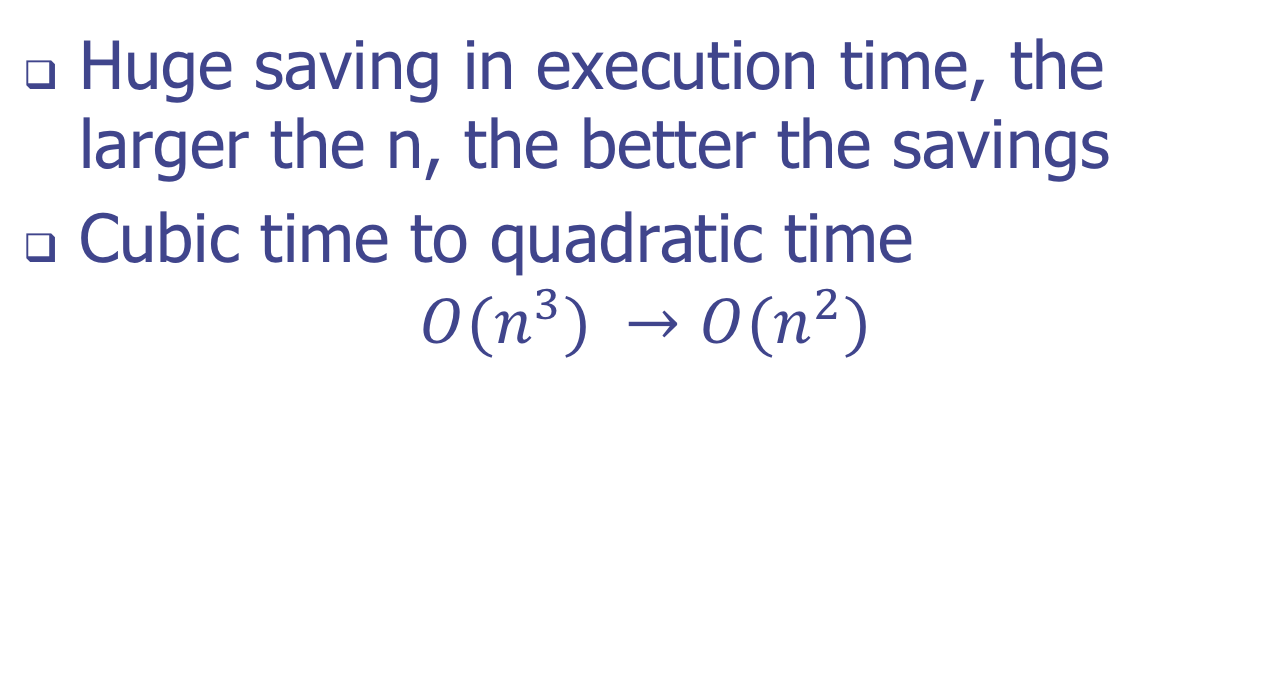 ❑ Huge saving in execution time, the
larger the n, the better the savings
❑ Cubic time to quadratic time
𝑂(𝑛³) → 𝑂(𝑛²)